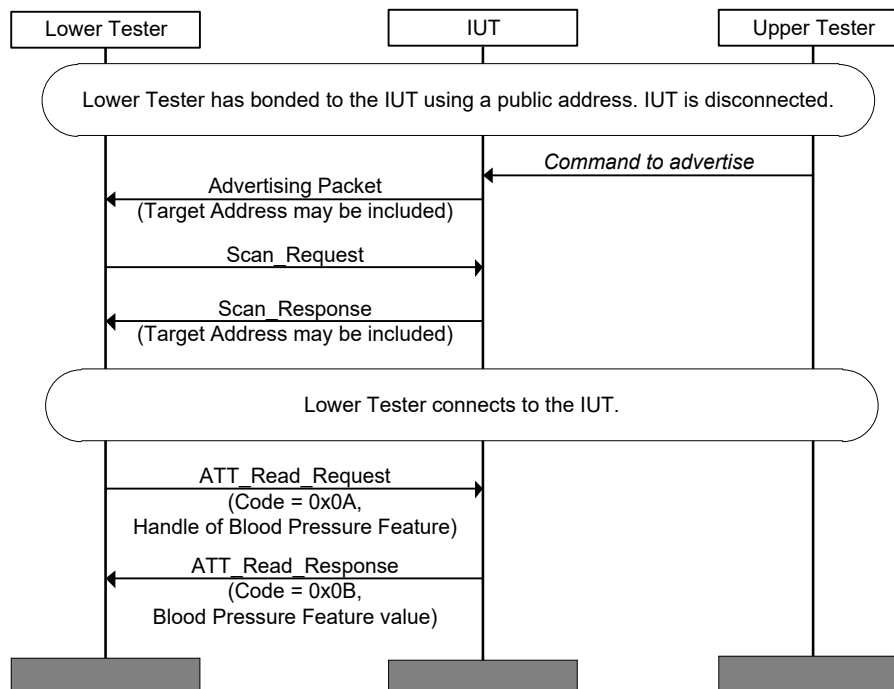 Lower Tester
IUT
Upper Tester
Lower Tester has bonded to the IUT using a public address. IUT is disconnected.
Command to advertise
Advertising Packet
(Target Address may be included)
Scan_Request
Scan_Response
(Target Address may be included)
Lower Tester connects to the IUT.
ATT_Read_Request
(Code = 0x0A,
Handle of Blood Pressure Feature)
ATT_Read_Response
(Code = 0x0B,
Blood Pressure Feature value)